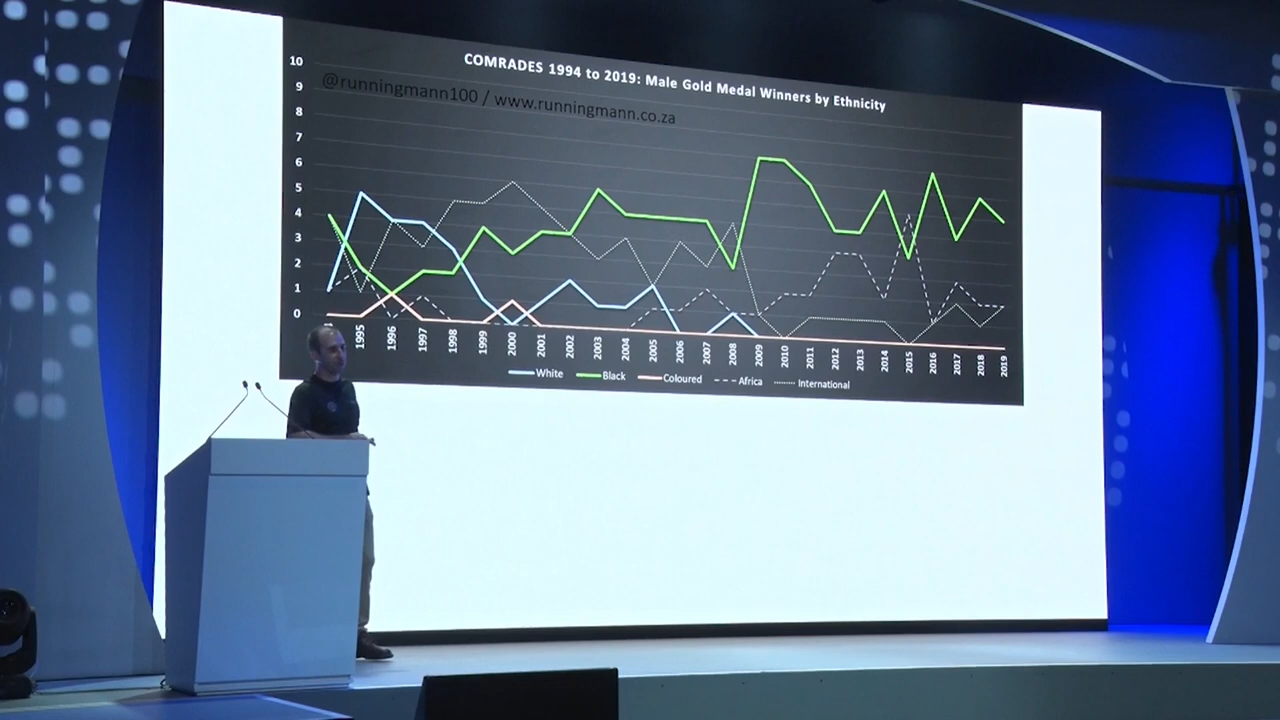 COMRADES 1994 to 2019: Male Gold Medal Winners by Ethnicity
@runningmann100 / www.runningmann.co.za
10
9
8
7
6
5
4
3
2
1
0
1995 1996 1997 1998 1999 2000 2001 2002 2003 2004 2005 2006 2007 2008 2009 2010 2011 2012 2013 2014 2015 2016 2017 2018 2019
White Black Coloured Africa International